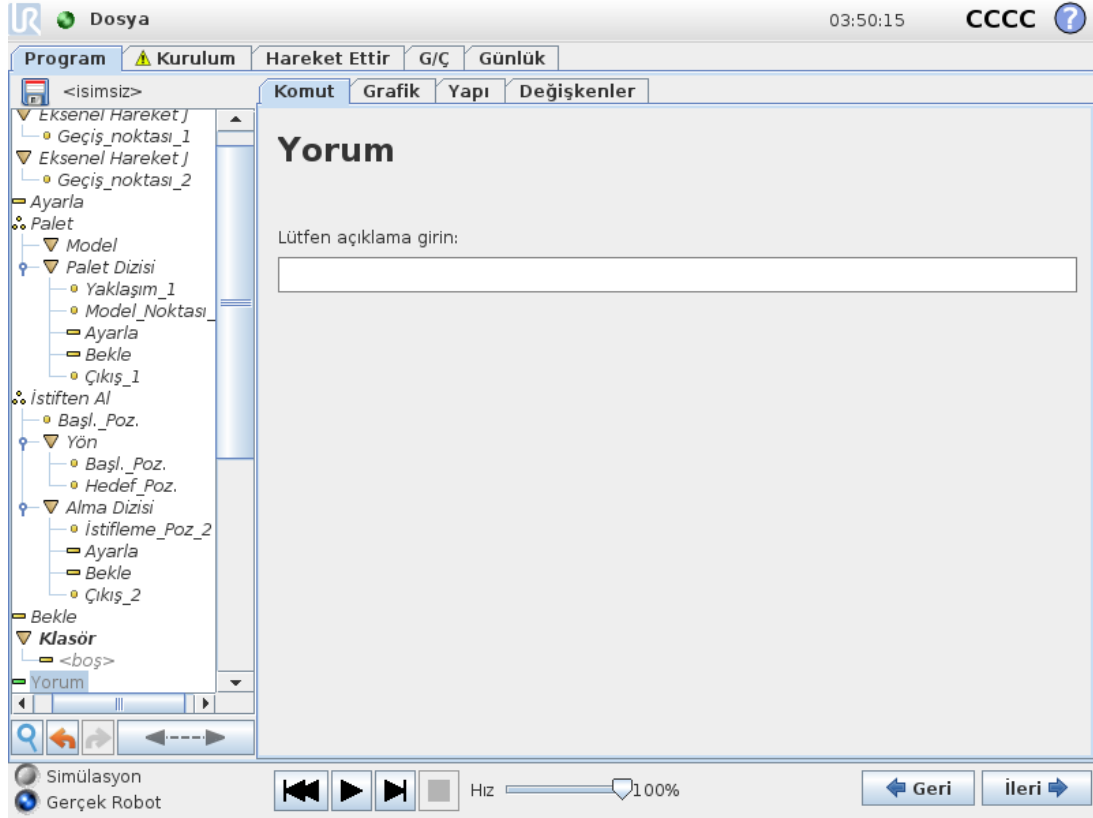 UR Dosya 03:50:15 CCCC ?
Program Kurulum Hareket Ettir G/Ç Günlük
<isimsiz>
Komut Grafik Yapı Değişkenler
Eksenel Hareket J
Geçiş_noktası_1
Eksenel Hareket J
Geçiş_noktası_2
Ayarla
Palet
Model
Palet Dizisi
Yaklaşım_1
Model_Noktası_
Ayarla
Bekle
Çıkış_1
İstiften Al
Başl._Poz.
Yön
Başl._Poz.
Hedef_Poz.
Alma Dizisi
İstifleme_Poz_2
Ayarla
Bekle
Çıkış_2
Bekle
Klasör
<boş>
Yorum
Yorum
Lütfen açıklama girin:
Simülasyon
Gerçek Robot
Hız 100%
Geri İleri